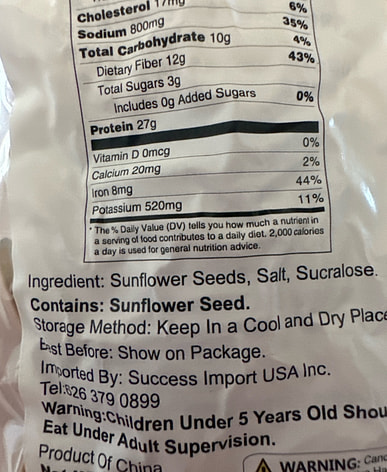 Cholesterol 17mg 6%
Sodium 800mg 35%
Total Carbohydrate 10g 4%
Dietary Fiber 12g 43%
Total Sugars 3g
Includes 0g Added Sugars 0%
Protein 27g
Vitamin D 0mcg 0%
Calcium 20mg 2%
Iron 8mg 44%
Potassium 520mg 11%
* The % Daily Value (DV) tells you how much a nutrient in
a serving of food contributes to a daily diet. 2,000 calories
a day is used for general nutrition advice.
Ingredient: Sunflower Seeds, Salt, Sucralose.
Contains: Sunflower Seed.
Storage Method: Keep In a Cool and Dry Place
Best Before: Show on Package.
Imported By: Success Import USA Inc.
Tel:626 379 0899
Warning:Children Under 5 Years Old Shou
Eat Under Adult Supervision.
Product Of China
WARNING: Canc